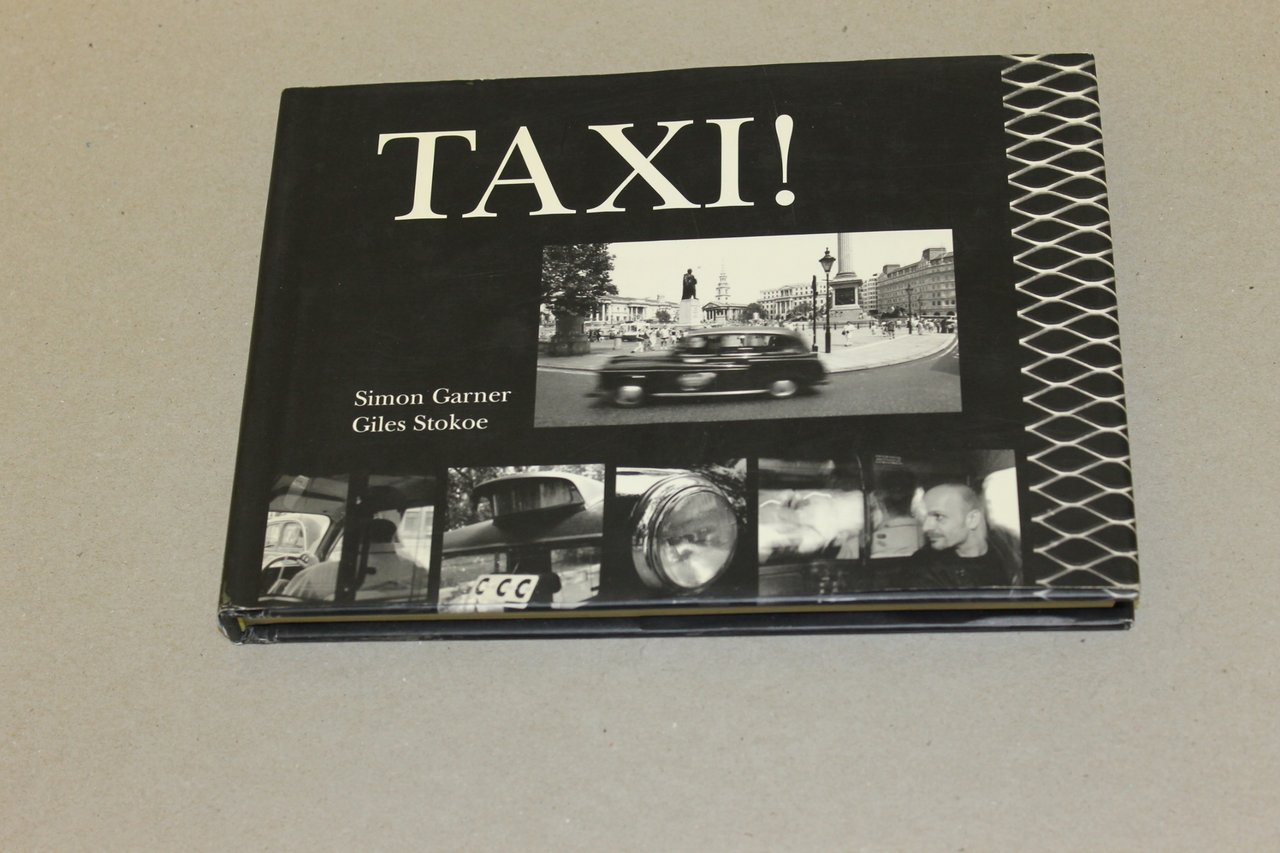 TAXI!
Simon Garner
Giles Stokoe
CCC